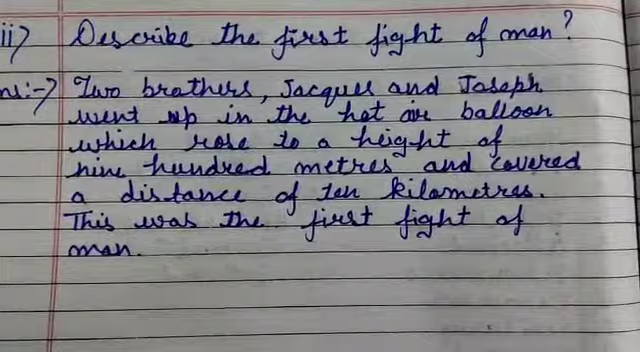 ii) Describe the first fight of man?
ns:-) Two brothers, Jacques and Joseph
went up in the hot air balloon
which rose to a height of
nine hundred metres and covered
a distance of ten kilometres.
This was the first fight of
man.